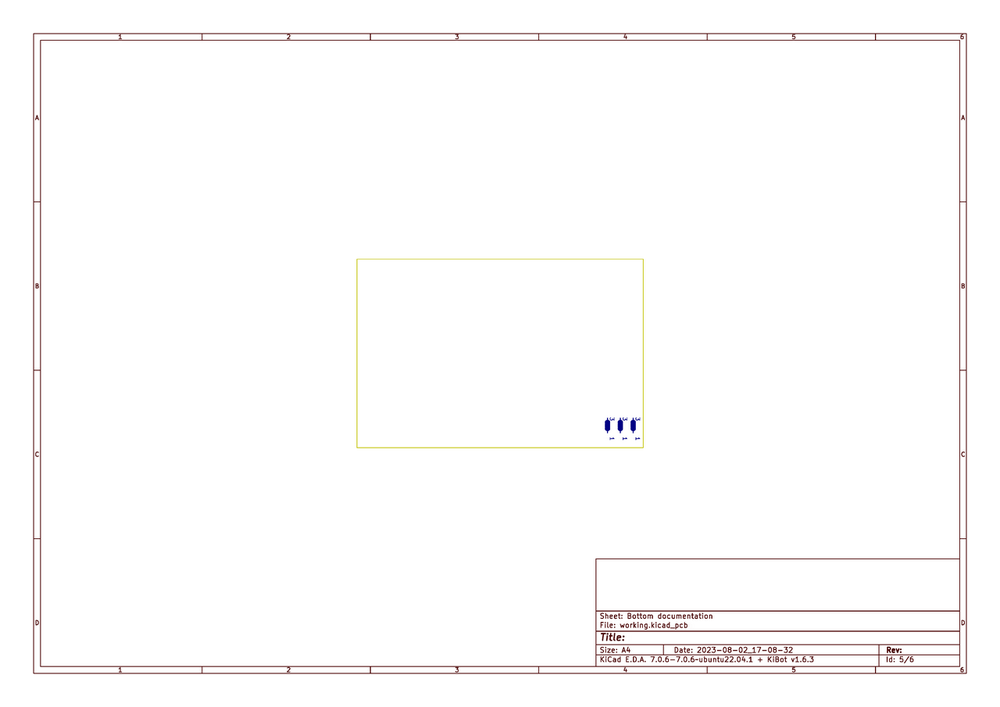 1 2 3 4 5 6
A A
B B
C C
D D
Sheet: Bottom documentation
File: working.kicad_pcb
Title:
Size: A4 Date: 2023-08-02_17-08-32 Rev:
KiCad E.D.A. 7.0.6-7.0.6~ubuntu22.04.1 + KiBot v1.6.3 Id: 5/6
1 2 3 4 5 6